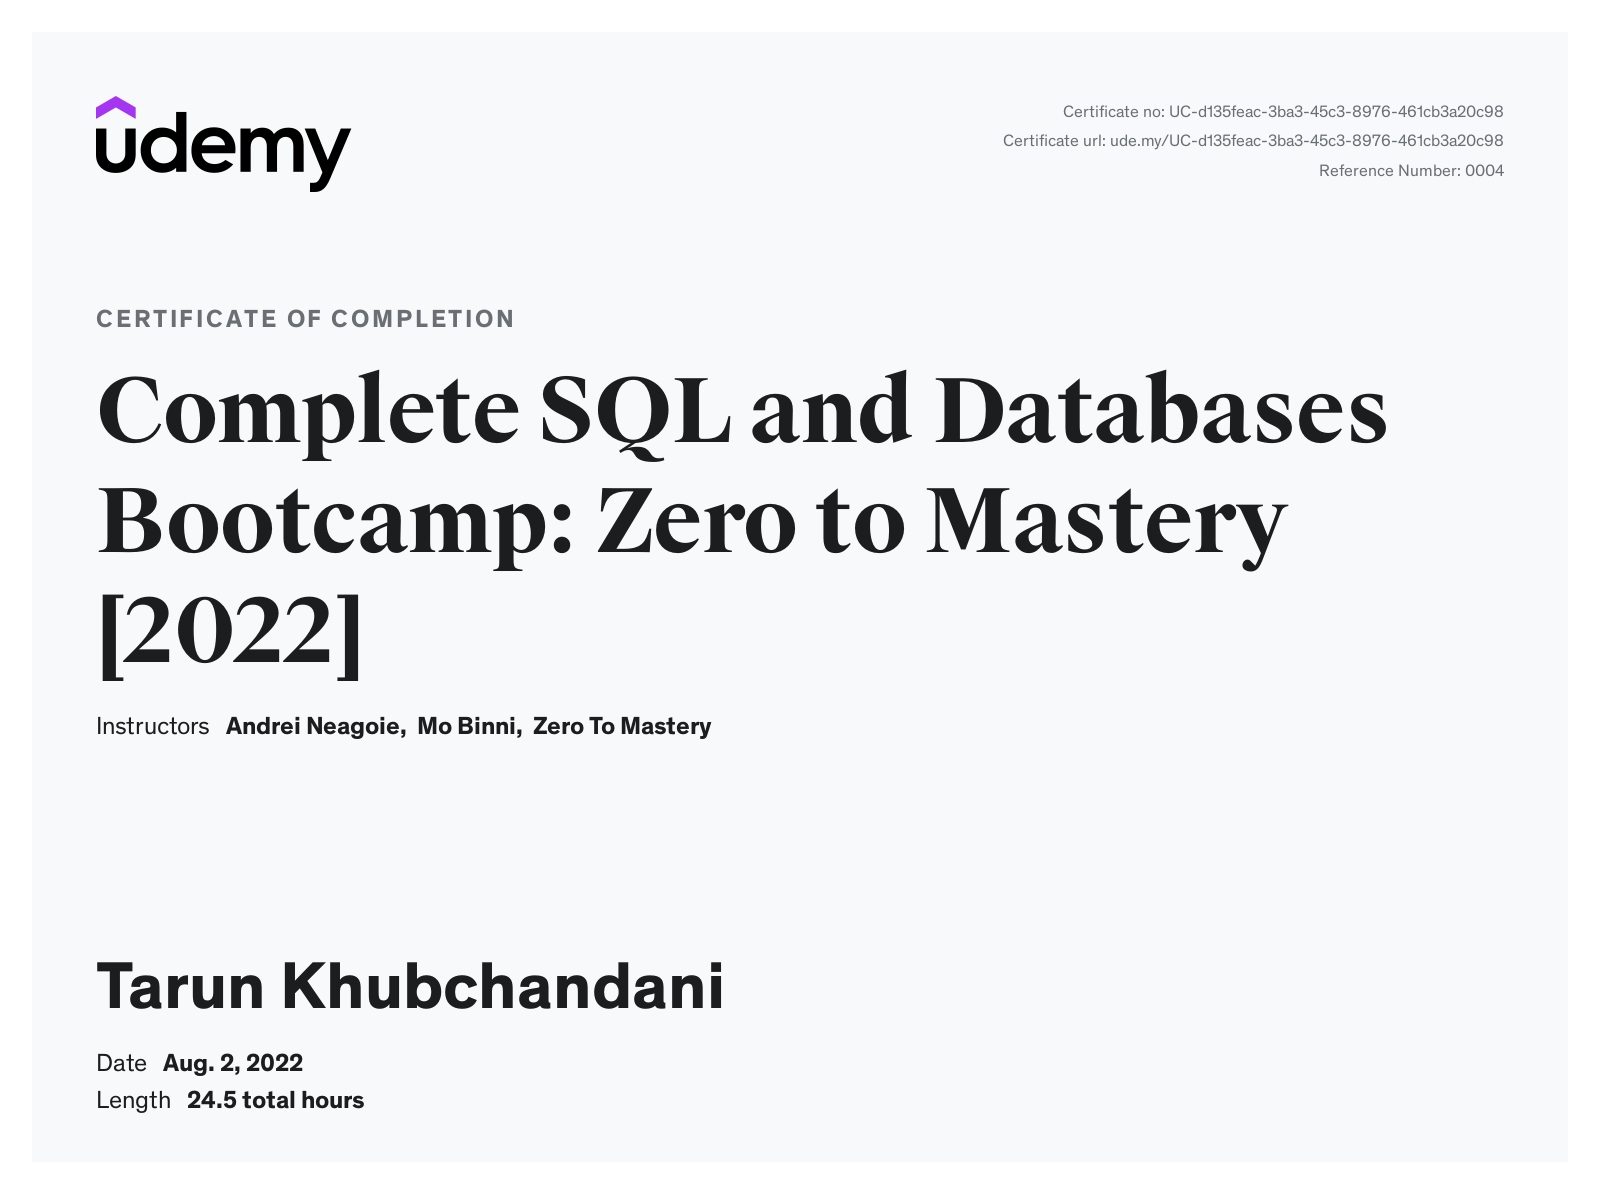 udemy
Certificate no: UC-d135feac-3ba3-45c3-8976-461cb3a20c98
Certificate url: ude.my/UC-d135feac-3ba3-45c3-8976-461cb3a20c98
Reference Number: 0004
CERTIFICATE OF COMPLETION
Complete SQL and Databases
Bootcamp: Zero to Mastery
[2022]
Instructors Andrei Neagoie, Mo Binni, Zero To Mastery
Tarun Khubchandani
Date Aug. 2, 2022
Length 24.5 total hours